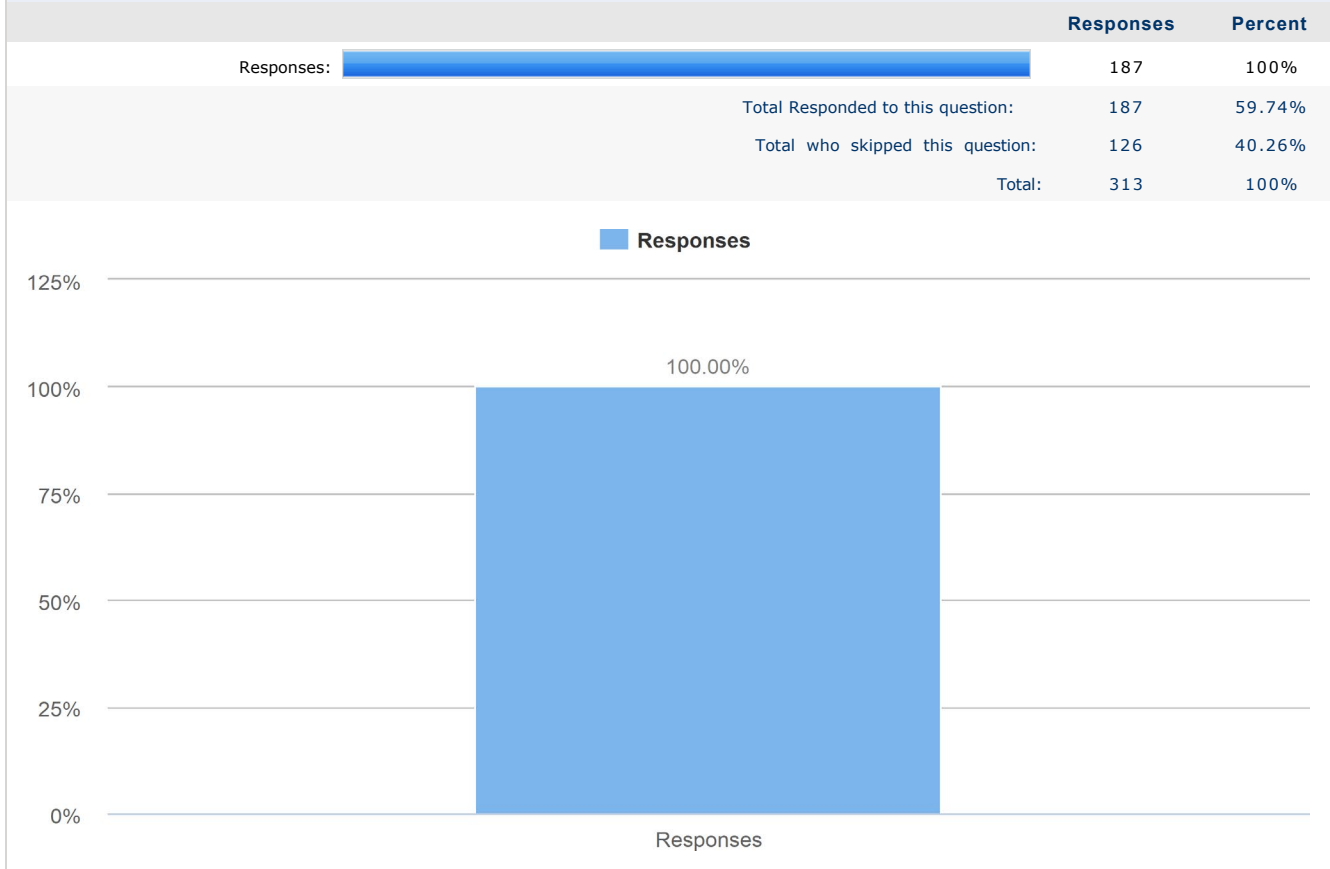 Responses Percent
Responses: 187 100%
Total Responded to this question: 187 59.74%
Total who skipped this question: 126 40.26%
Total: 313 100%
Responses
125%
100.00%
100%
75%
50%
25%
0%
Responses